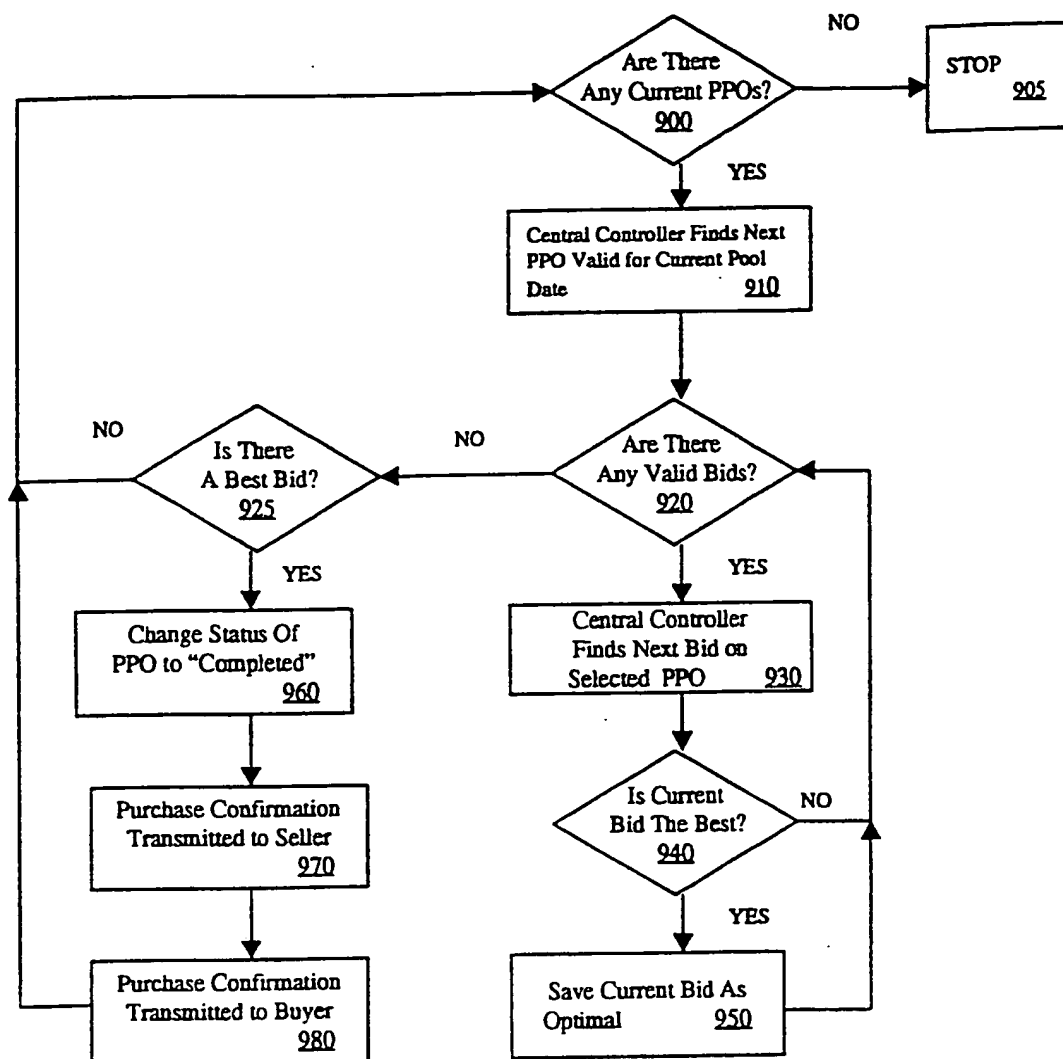 NO
Are There
Any Current PPOs?
900
STOP
905
YES
Central Controller Finds Next
PPO Valid for Current Pool
Date 910
NO
Is There
A Best Bid?
925
NO
Are There
Any Valid Bids?
920
YES
YES
Change Status Of
PPO to “Completed”
960
Central Controller
Finds Next Bid on
Selected PPO 930
Purchase Confirmation
Transmitted to Seller
970
Is Current
Bid The Best?
940
NO
YES
Purchase Confirmation
Transmitted to Buyer
980
Save Current Bid As
Optimal 950